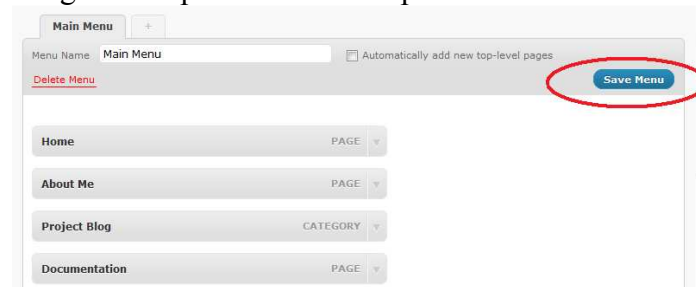 Main Menu +
Menu Name Main Menu Automatically add new top-level pages
Delete Menu Save Menu
Home PAGE
About Me PAGE
Project Blog CATEGORY
Documentation PAGE